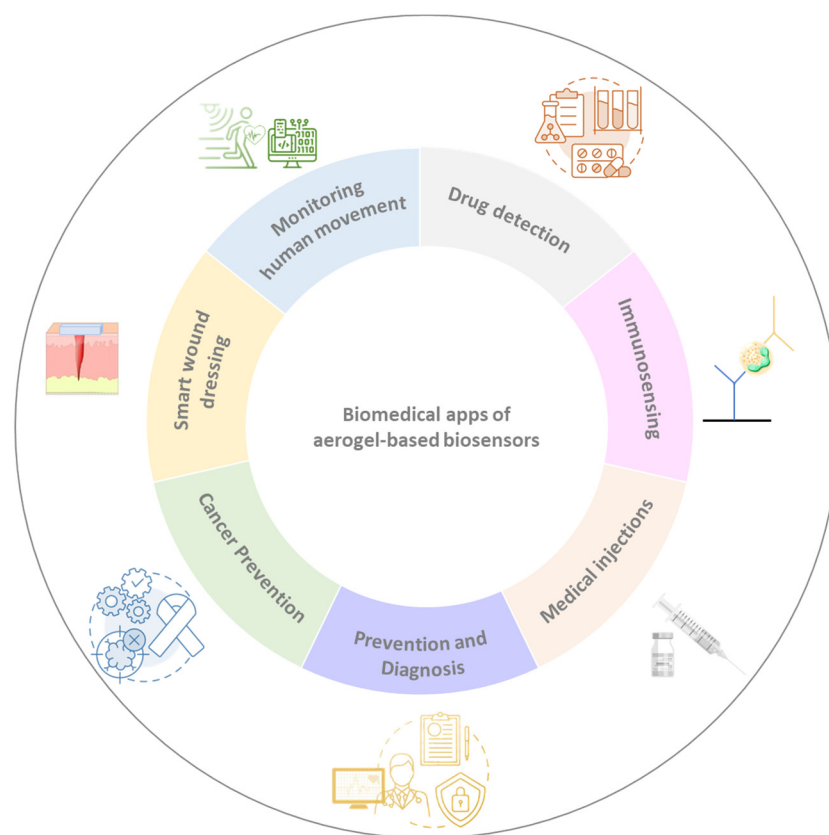 Monitoring
human movement
Drug detection
Immunosensing
Medical injections
Prevention and
Diagnosis
Cancer Prevention
Smart wound
dressing
Biomedical apps of
aerogel-based biosensors